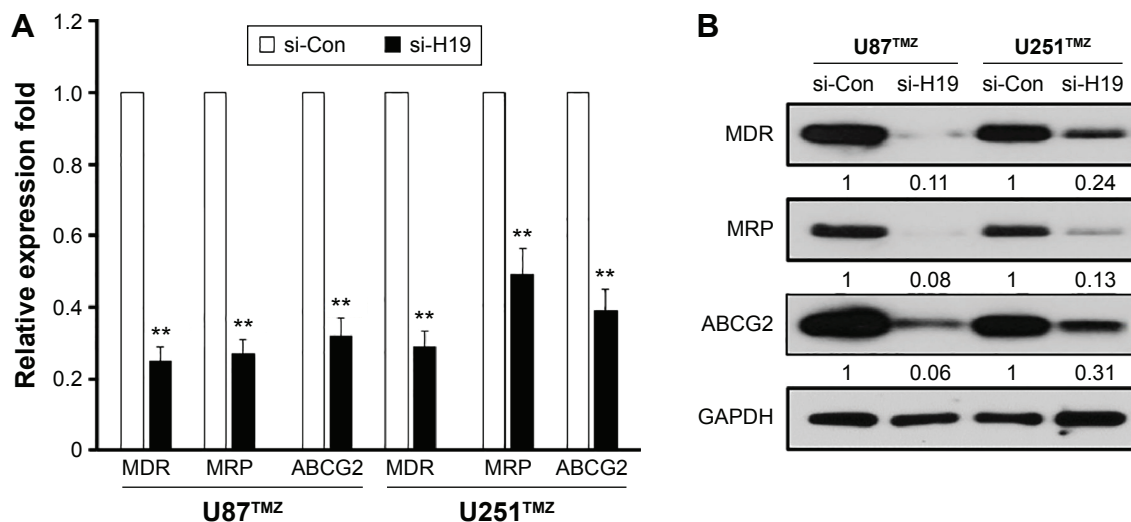 A
Relative expression fold
1.2
1.0
0.8
0.6
0.4
0.2
0
si-Con si-H19
** ** ** ** ** **
MDR MRP ABCG2 MDR MRP ABCG2
U87TMZ U251TMZ
B
U87TMZ U251TMZ
si-Con si-H19 si-Con si-H19
MDR
1 0.11 1 0.24
MRP
1 0.08 1 0.13
ABCG2
1 0.06 1 0.31
GAPDH